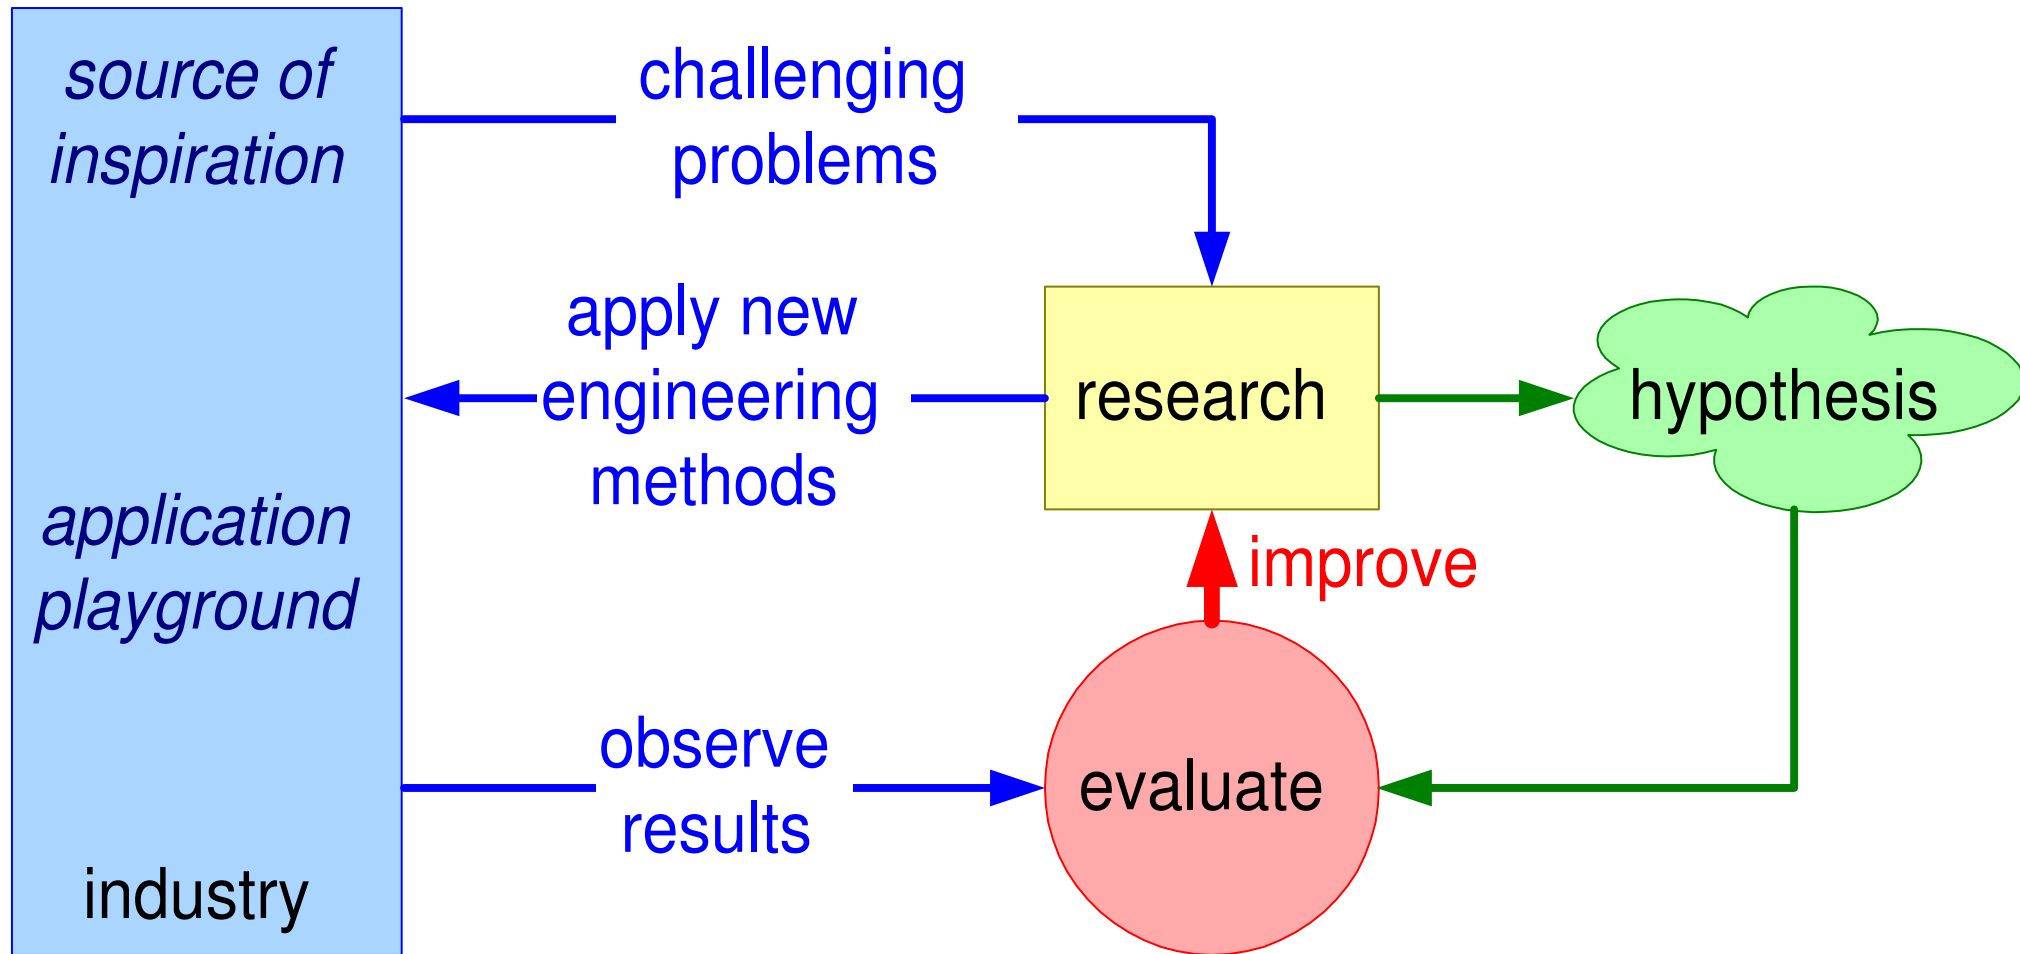 source of
inspiration
challenging
problems
apply new
engineering
methods
research
hypothesis
application
playground
improve
observe
results
evaluate
industry